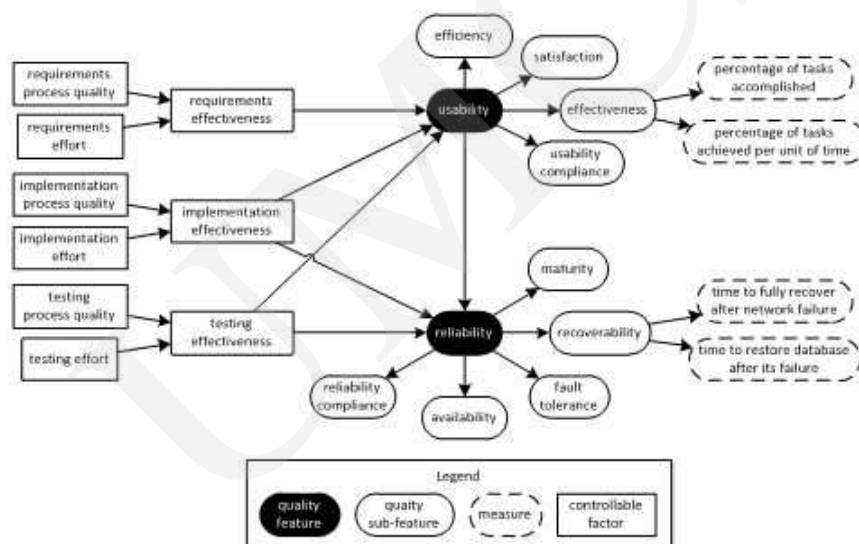 efficiency
satisfaction
requirements
process quality
requirements
effectiveness
requirements
effort
usability
effectiveness
percentage of tasks
accomplished
percentage of tasks
achieved per unit of time
usability
compliance
implementation
process quality
implementation
effectiveness
implementation
effort
maturity
testing
process quality
testing
effectiveness
testing effort
reliability
recoverability
time to fully recover
after network failure
time to restore database
after its failure
reliability
compliance
availability
fault
tolerance
Legend
quality
feature
quaity
sub-feature
measure
controllable
factor